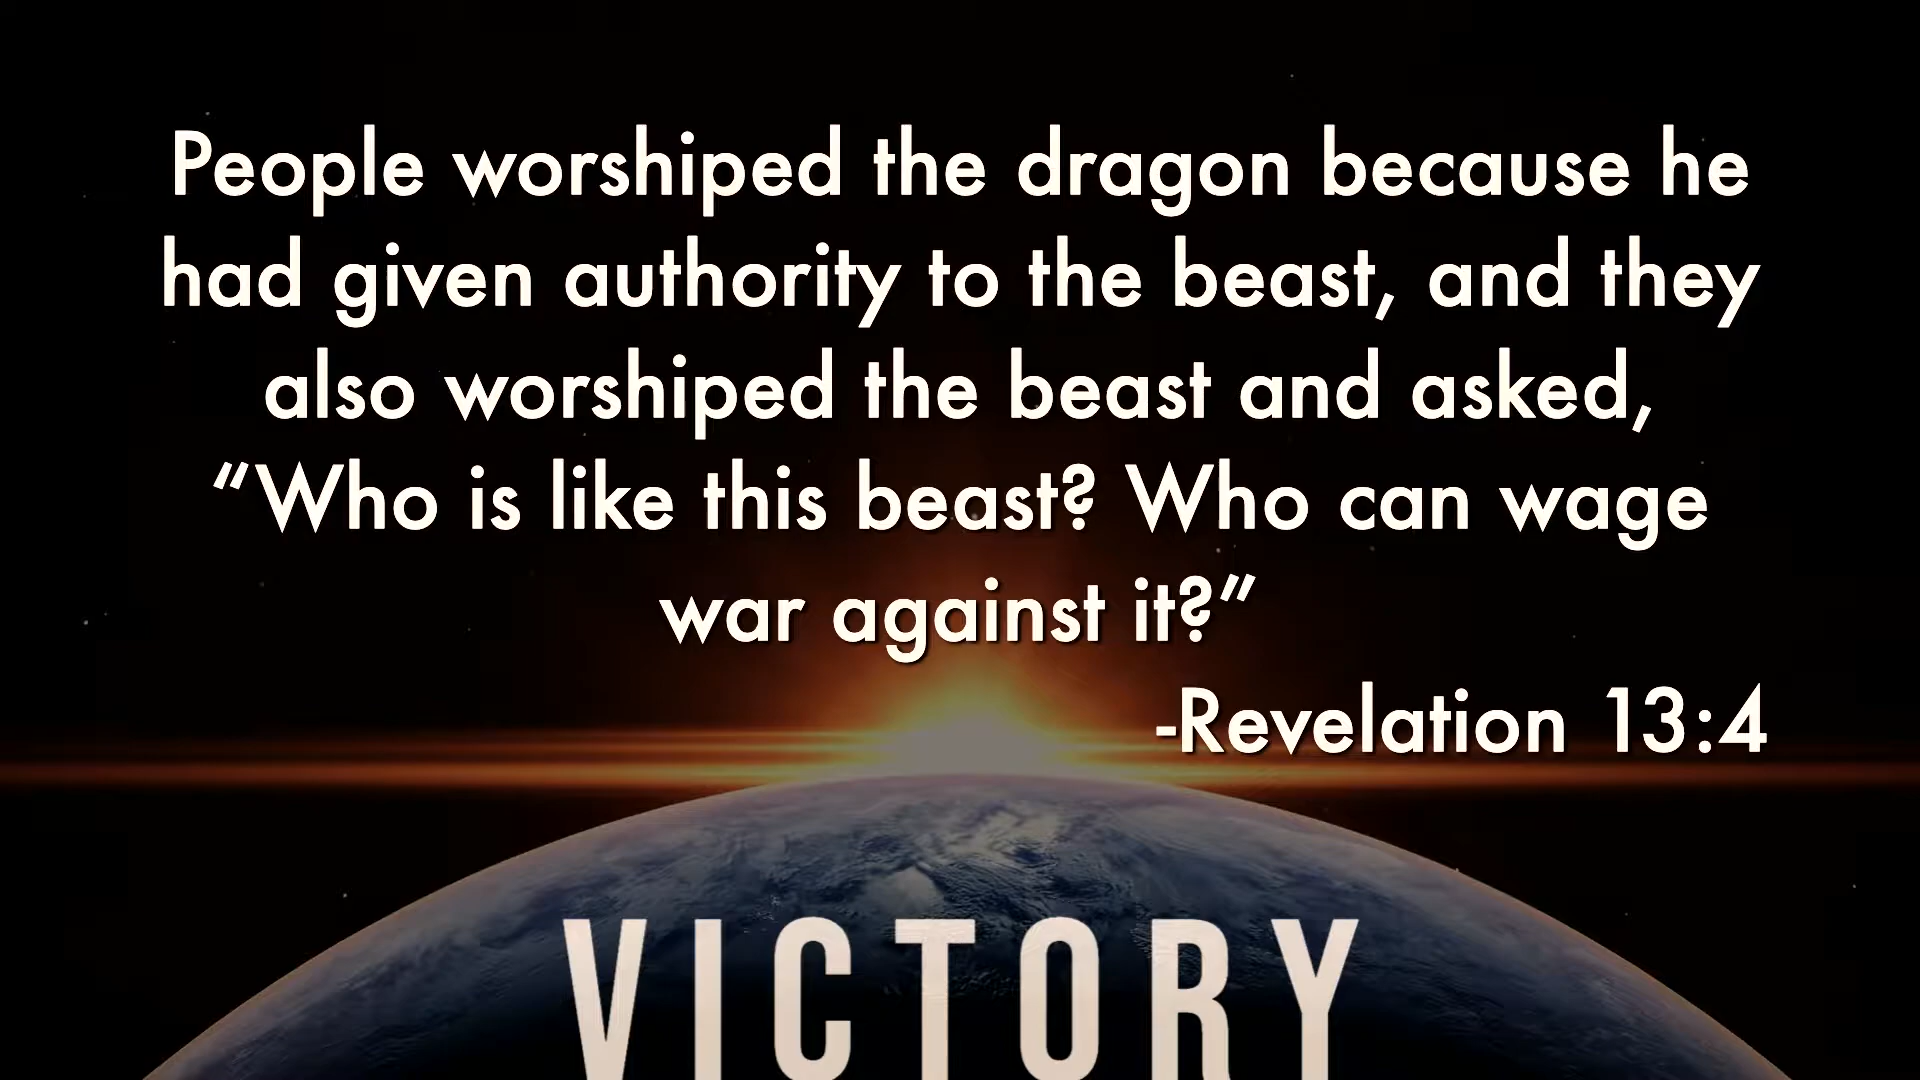 People worshiped the dragon because he
had given authority to the beast, and they
also worshiped the beast and asked,
“Who is like this beast? Who can wage
war against it?”
-Revelation 13:4
VICTORY